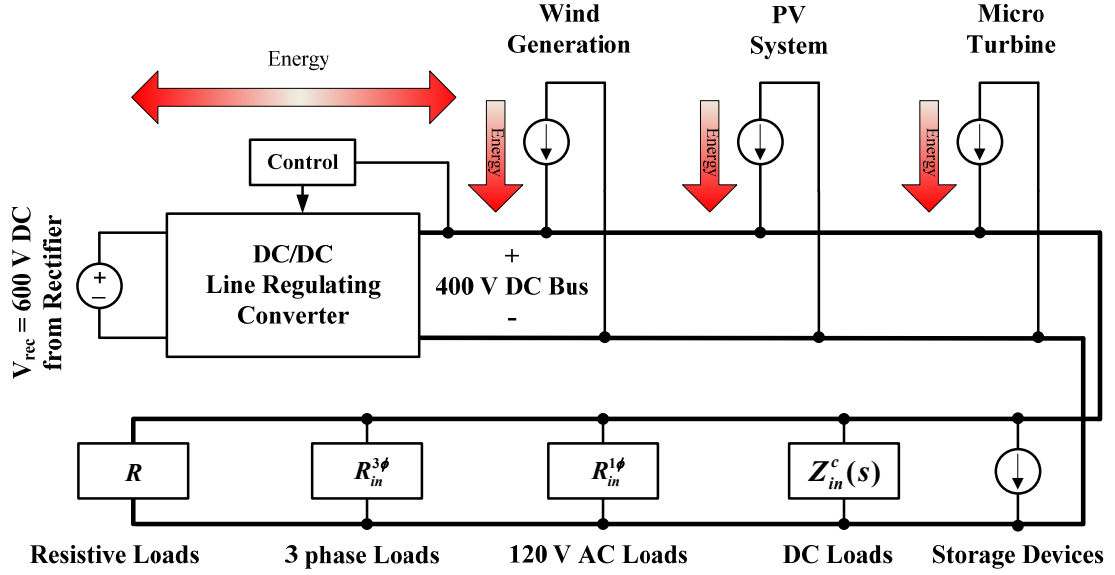 Wind
Generation
PV
System
Micro
Turbine
Energy
Energy
Energy
Energy
Control
V_rec = 600 V DC
from Rectifier
+
−
DC/DC
Line Regulating
Converter
+
400 V DC Bus
-
R
R_in^3ϕ
R_in^1ϕ
Z_in^c(s)
Resistive Loads
3 phase Loads
120 V AC Loads
DC Loads
Storage Devices